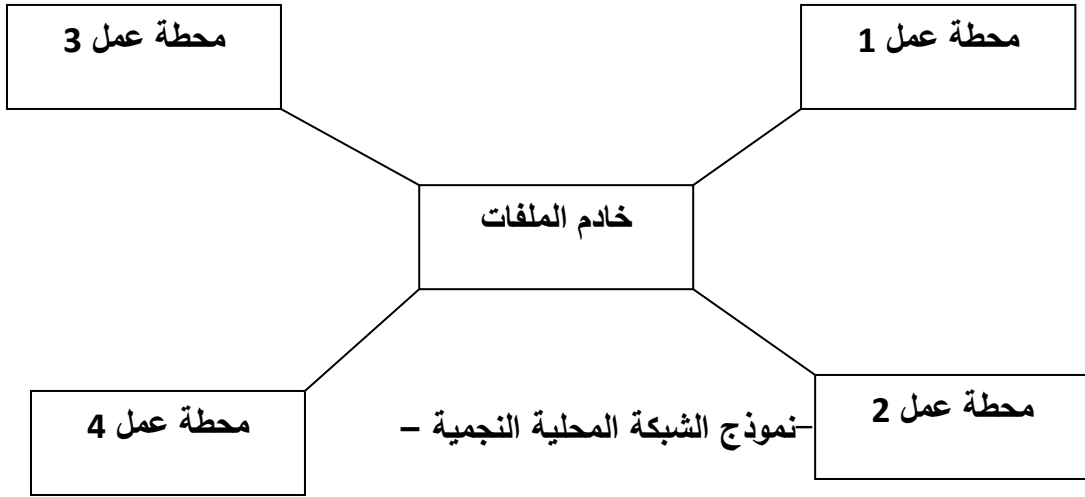 محطة عمل 1
محطة عمل 3
خادم الملفات
محطة عمل 2
محطة عمل 4
–نموذج الشبكة المحلية النجمية –